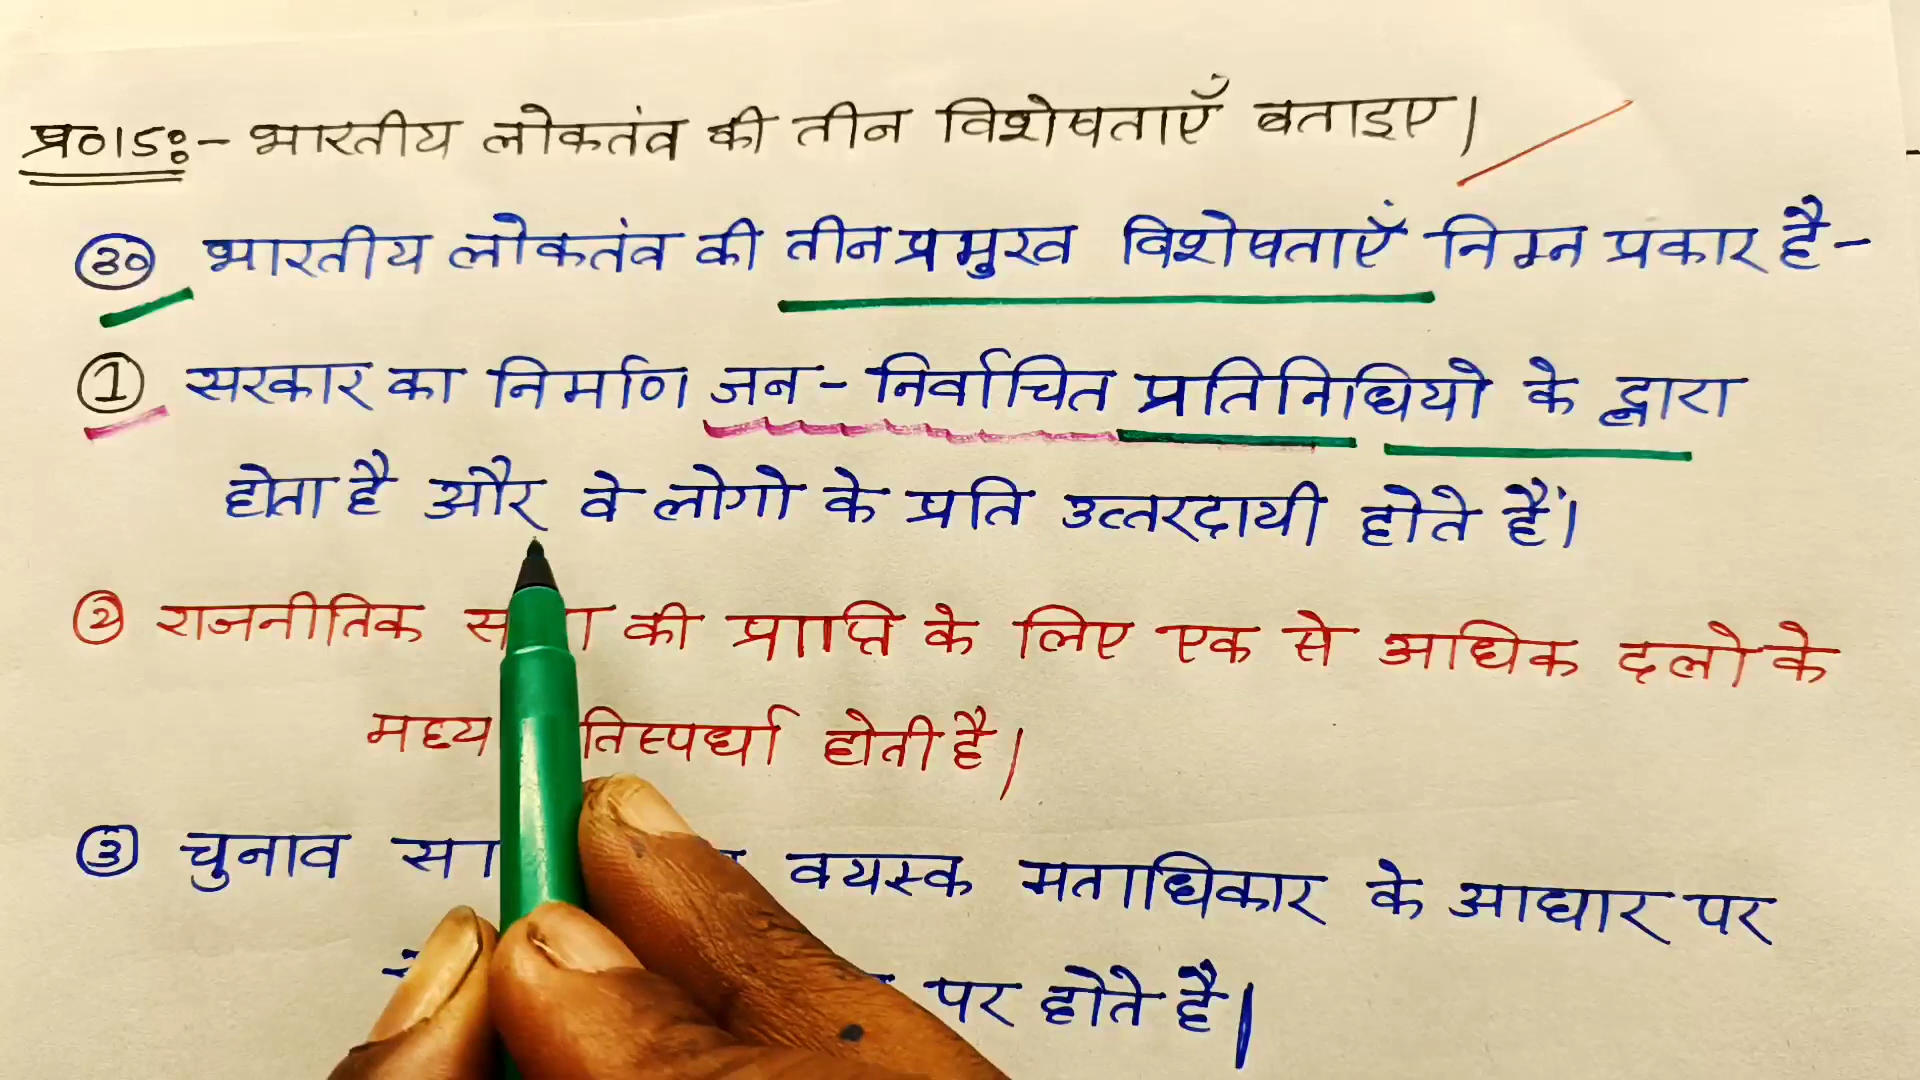 प्र०15:- भारतीय लोकतंत्र की तीन विशेषताएँ बताइए।
उ० भारतीय लोकतंत्र की तीन प्रमुख विशेषताएँ निम्न प्रकार है-
1 सरकार का निर्माण जन-निर्वाचित प्रतिनिधियो के द्वारा
होता है और वे लोगो के प्रति उत्तरदायी होते हैं।
2 राजनीतिक की प्राप्ति के लिए एक से अधिक दलो के
मध्य होती है।
3 चुनाव वयस्क मताधिकार के आधार पर
पर होते है।